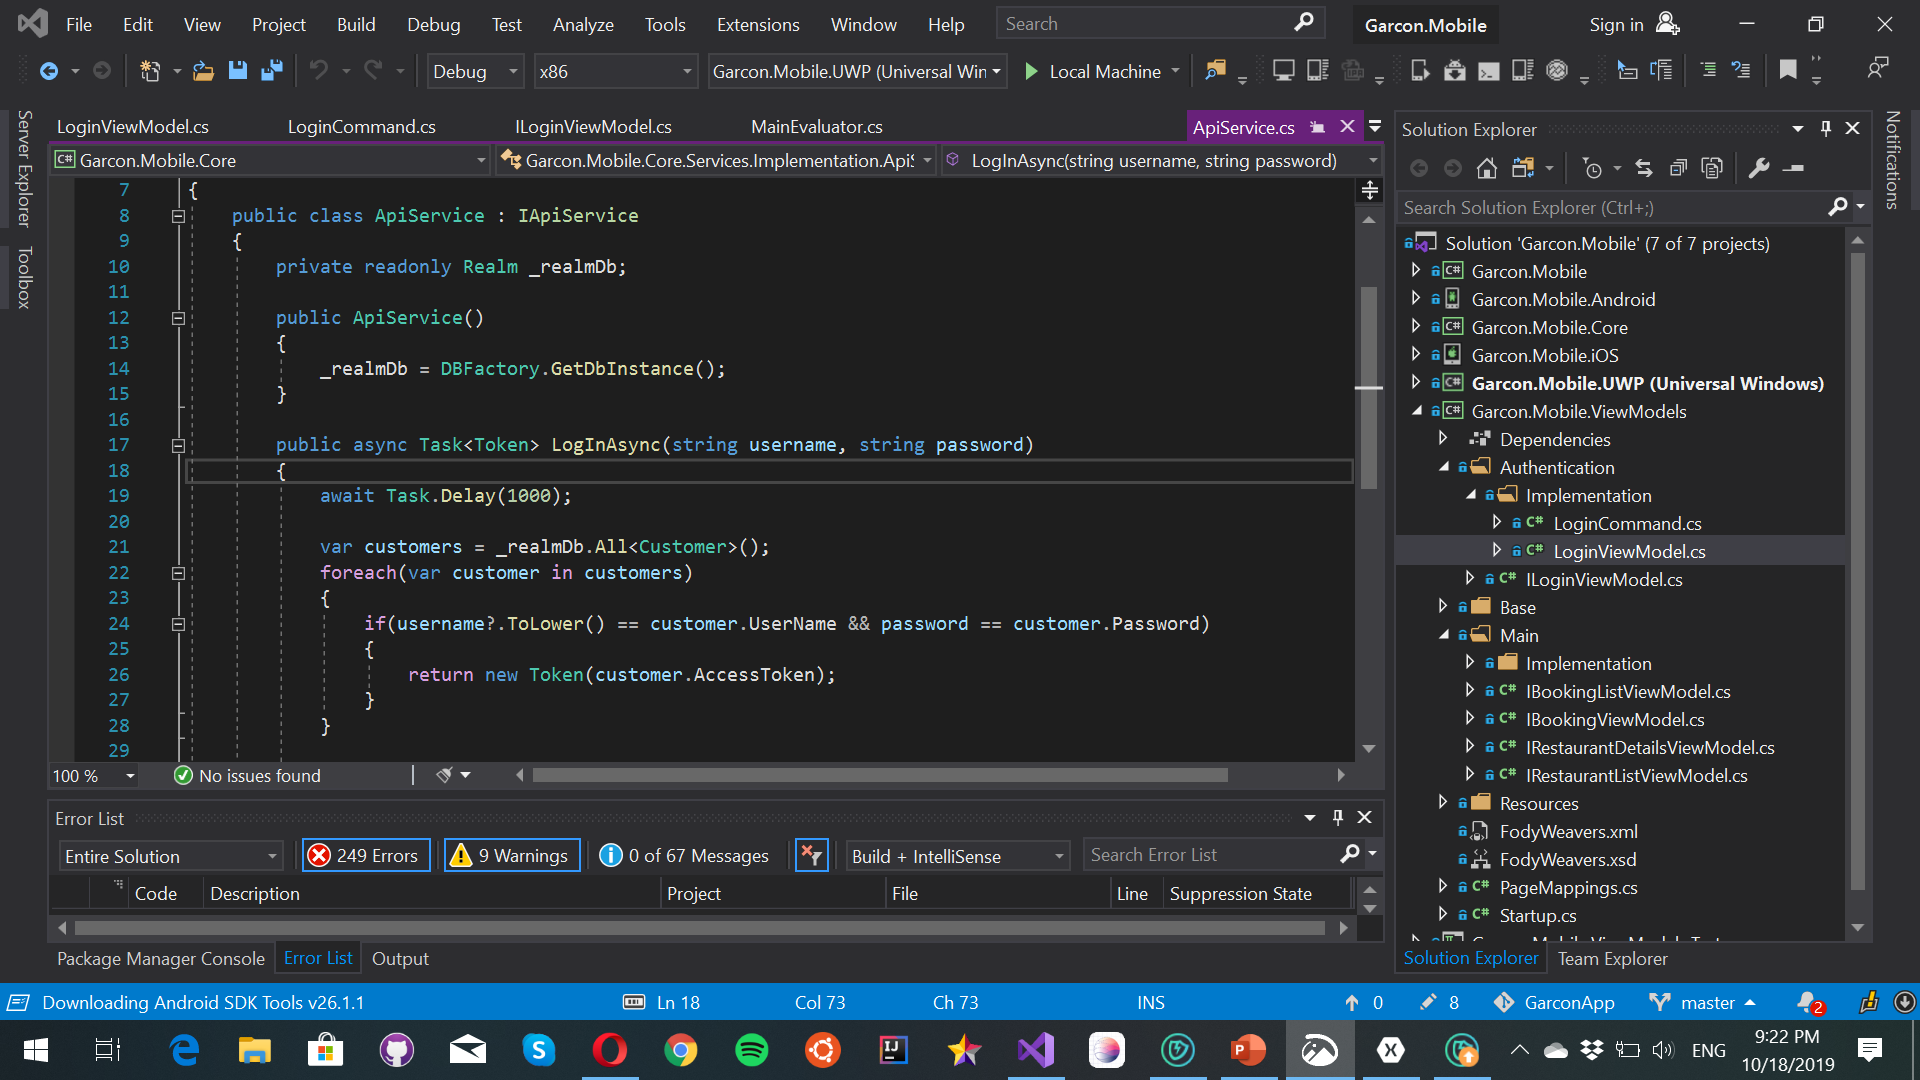 File Edit View Project Build Debug Test Analyze Tools Extensions Window Help Search Garcon.Mobile Sign in
Debug x86 Garcon.Mobile.UWP (Universal Win Local Machine
Server Explorer
Toolbox
LoginViewModel.cs LoginCommand.cs ILoginViewModel.cs MainEvaluator.cs ApiService.cs
C# Garcon.Mobile.Core Garcon.Mobile.Core.Services.Implementation.ApiS LogInAsync(string username, string password)
7 {
8 public class ApiService : IApiService
9 {
10 private readonly Realm _realmDb;
11
12 public ApiService()
13 {
14 _realmDb = DBFactory.GetDbInstance();
15 }
16
17 public async Task<Token> LogInAsync(string username, string password)
18 {
19 await Task.Delay(1000);
20
21 var customers = _realmDb.All<Customer>();
22 foreach(var customer in customers)
23 {
24 if(username?.ToLower() == customer.UserName && password == customer.Password)
25 {
26 return new Token(customer.AccessToken);
27 }
28 }
29
100 % No issues found
Error List
Entire Solution 249 Errors 9 Warnings 0 of 67 Messages Build + IntelliSense Search Error List
Code Description Project File Line Suppression State
Package Manager Console Error List Output
Solution Explorer
Search Solution Explorer (Ctrl+;)
Solution 'Garcon.Mobile' (7 of 7 projects)
C# Garcon.Mobile
Garcon.Mobile.Android
C# Garcon.Mobile.Core
Garcon.Mobile.iOS
C# Garcon.Mobile.UWP (Universal Windows)
C# Garcon.Mobile.ViewModels
Dependencies
Authentication
Implementation
C# LoginCommand.cs
C# LoginViewModel.cs
C# ILoginViewModel.cs
Base
Main
Implementation
C# IBookingListViewModel.cs
C# IBookingViewModel.cs
C# IRestaurantDetailsViewModel.cs
C# IRestaurantListViewModel.cs
Resources
FodyWeavers.xml
FodyWeavers.xsd
C# PageMappings.cs
C# Startup.cs
Solution Explorer Team Explorer
Notifications
Downloading Android SDK Tools v26.1.1 Ln 18 Col 73 Ch 73 INS 0 8 GarconApp master 2
ENG 9:22 PM
10/18/2019